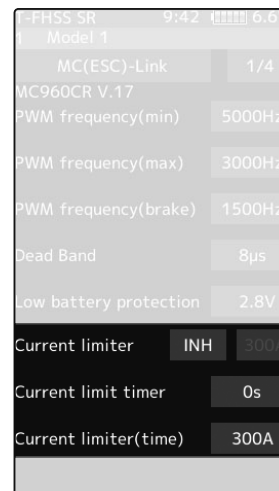 T-FHSS SR 9:42 6.6
1 Model 1
MC(ESC)-Link 1/4
MC960CR V.17
PWM frequency(min) 5000Hz
PWM frequency(max) 3000Hz
PWM frequency(brake) 1500Hz
Dead Band 8μs
Low battery protection 2.8V
Current limiter INH 300A
Current limit timer 0s
Current limiter(time) 300A